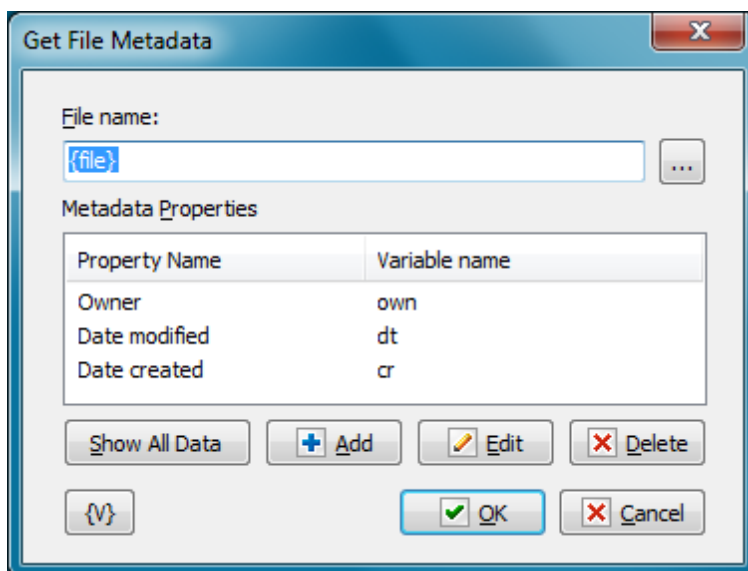 Get File Metadata
x
File name:
{file}
...
Metadata Properties
Property Name Variable name
Owner own
Date modified dt
Date created cr
Show All Data Add Edit Delete
{V} OK Cancel